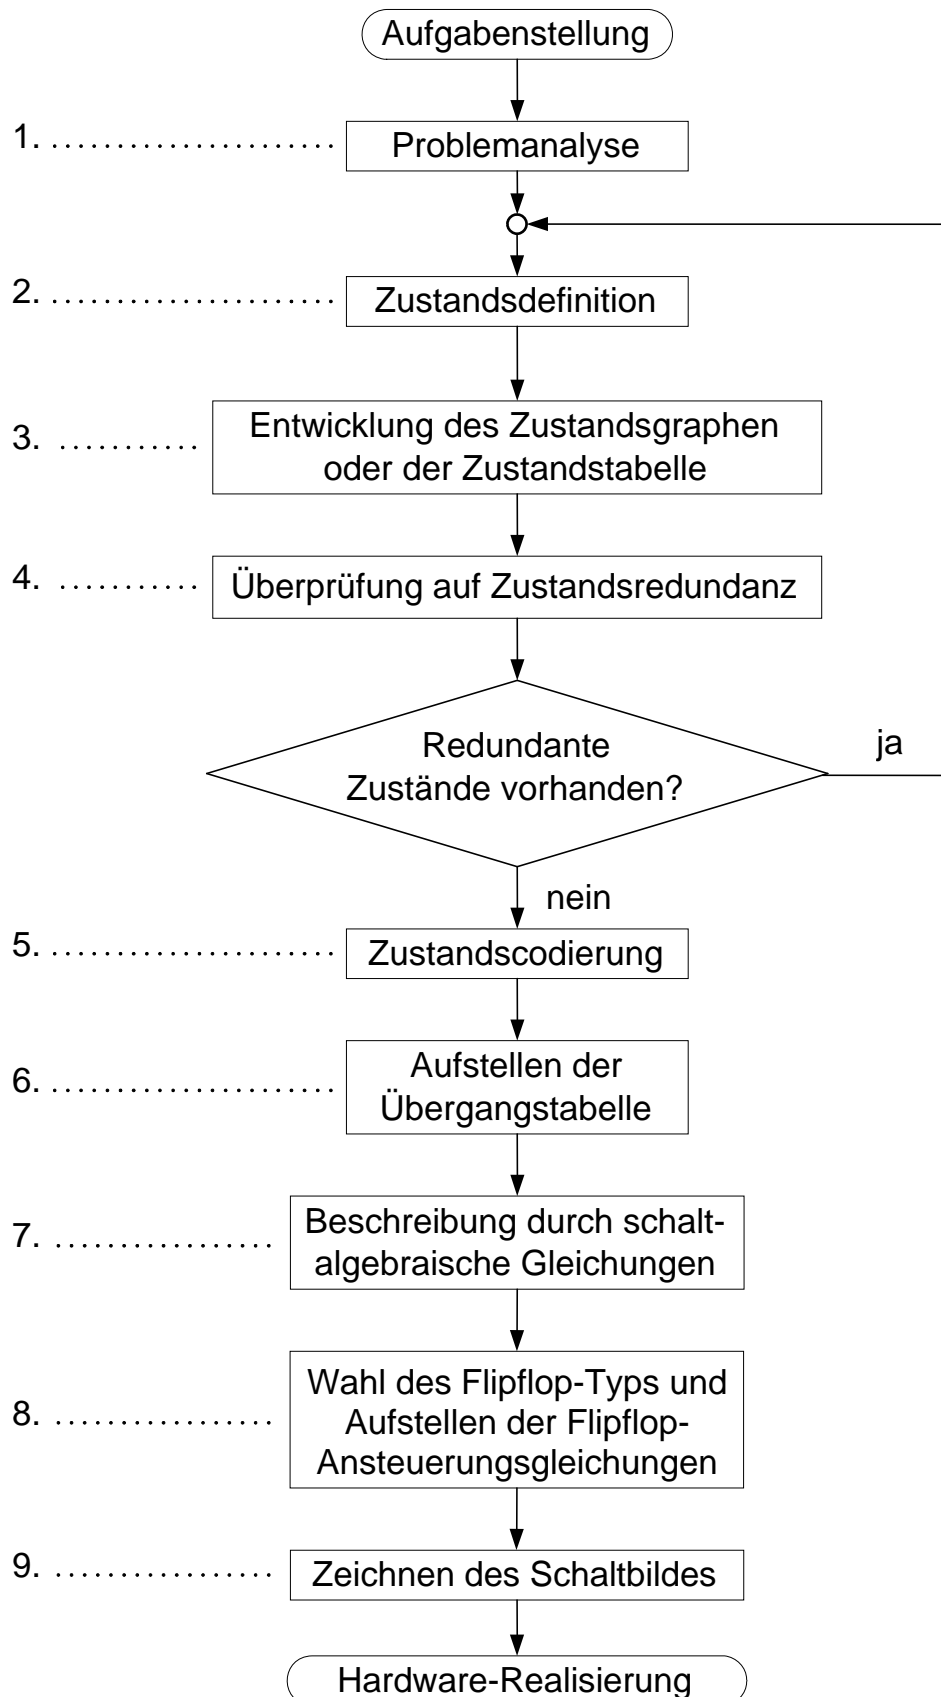 Aufgabenstellung
1. ......................
Problemanalyse
2. ......................
Zustandsdefinition
3. ...........
Entwicklung des Zustandsgraphen
oder der Zustandstabelle
4. ...........
Überprüfung auf Zustandsredundanz
Redundante
Zustände vorhanden?
ja
nein
5. ......................
Zustandscodierung
6. ......................
Aufstellen der
Übergangstabelle
7. .................
Beschreibung durch schalt-
algebraische Gleichungen
8. .................
Wahl des Flipflop-Typs und
Aufstellen der Flipflop-
Ansteuerungsgleichungen
9. .................
Zeichnen des Schaltbildes
Hardware-Realisierung